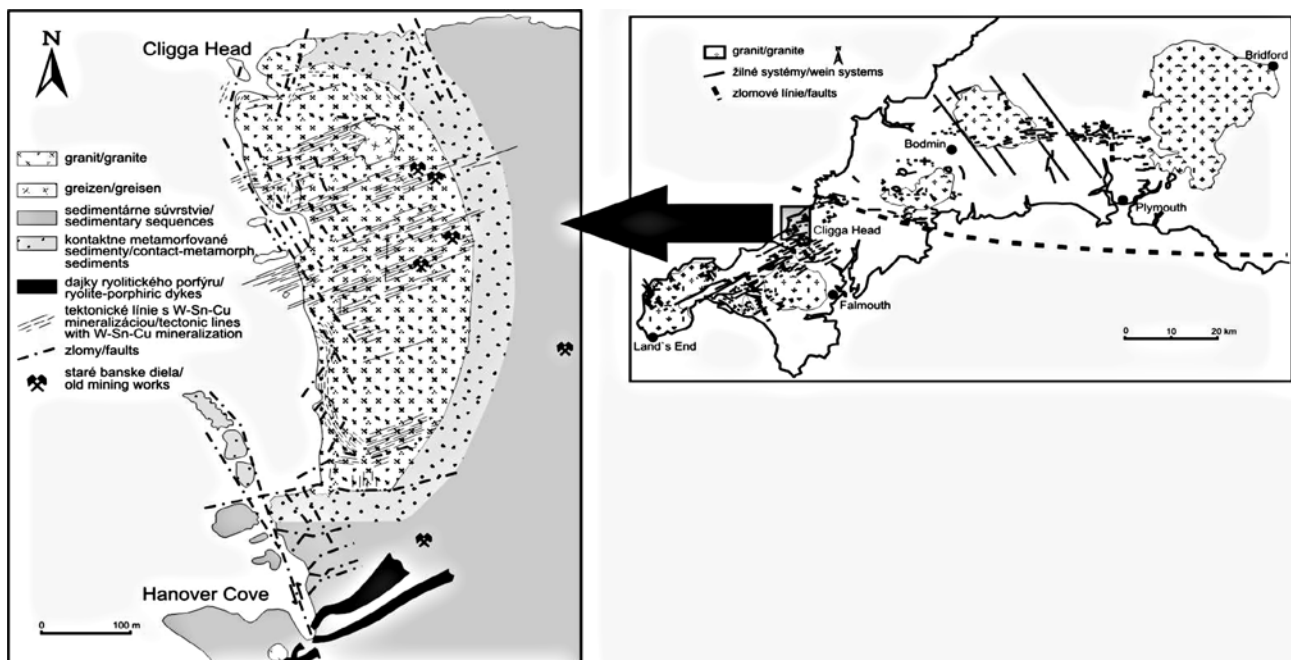 N
Cligga Head
granit/granite
greizen/greisen
sedimentárne súvrstvie/
sedimentary sequences
kontaktne metamorfované
sedimenty/contact-metamorph.
sediments
dajky ryolitického porfýru/
ryolite-porphiric dykes
tektonické línie s W-Sn-Cu
mineralizáciou/tectonic lines
with W-Sn-Cu mineralization
zlomy/faults
staré banske diela/
old mining works
Hanover Cove
0 100 m
granit/granite
žilné systémy/wein systems
zlomové línie/faults
Bridford
Bodmin
Plymouth
Cligga Head
Falmouth
Land's End
0 10 20 km